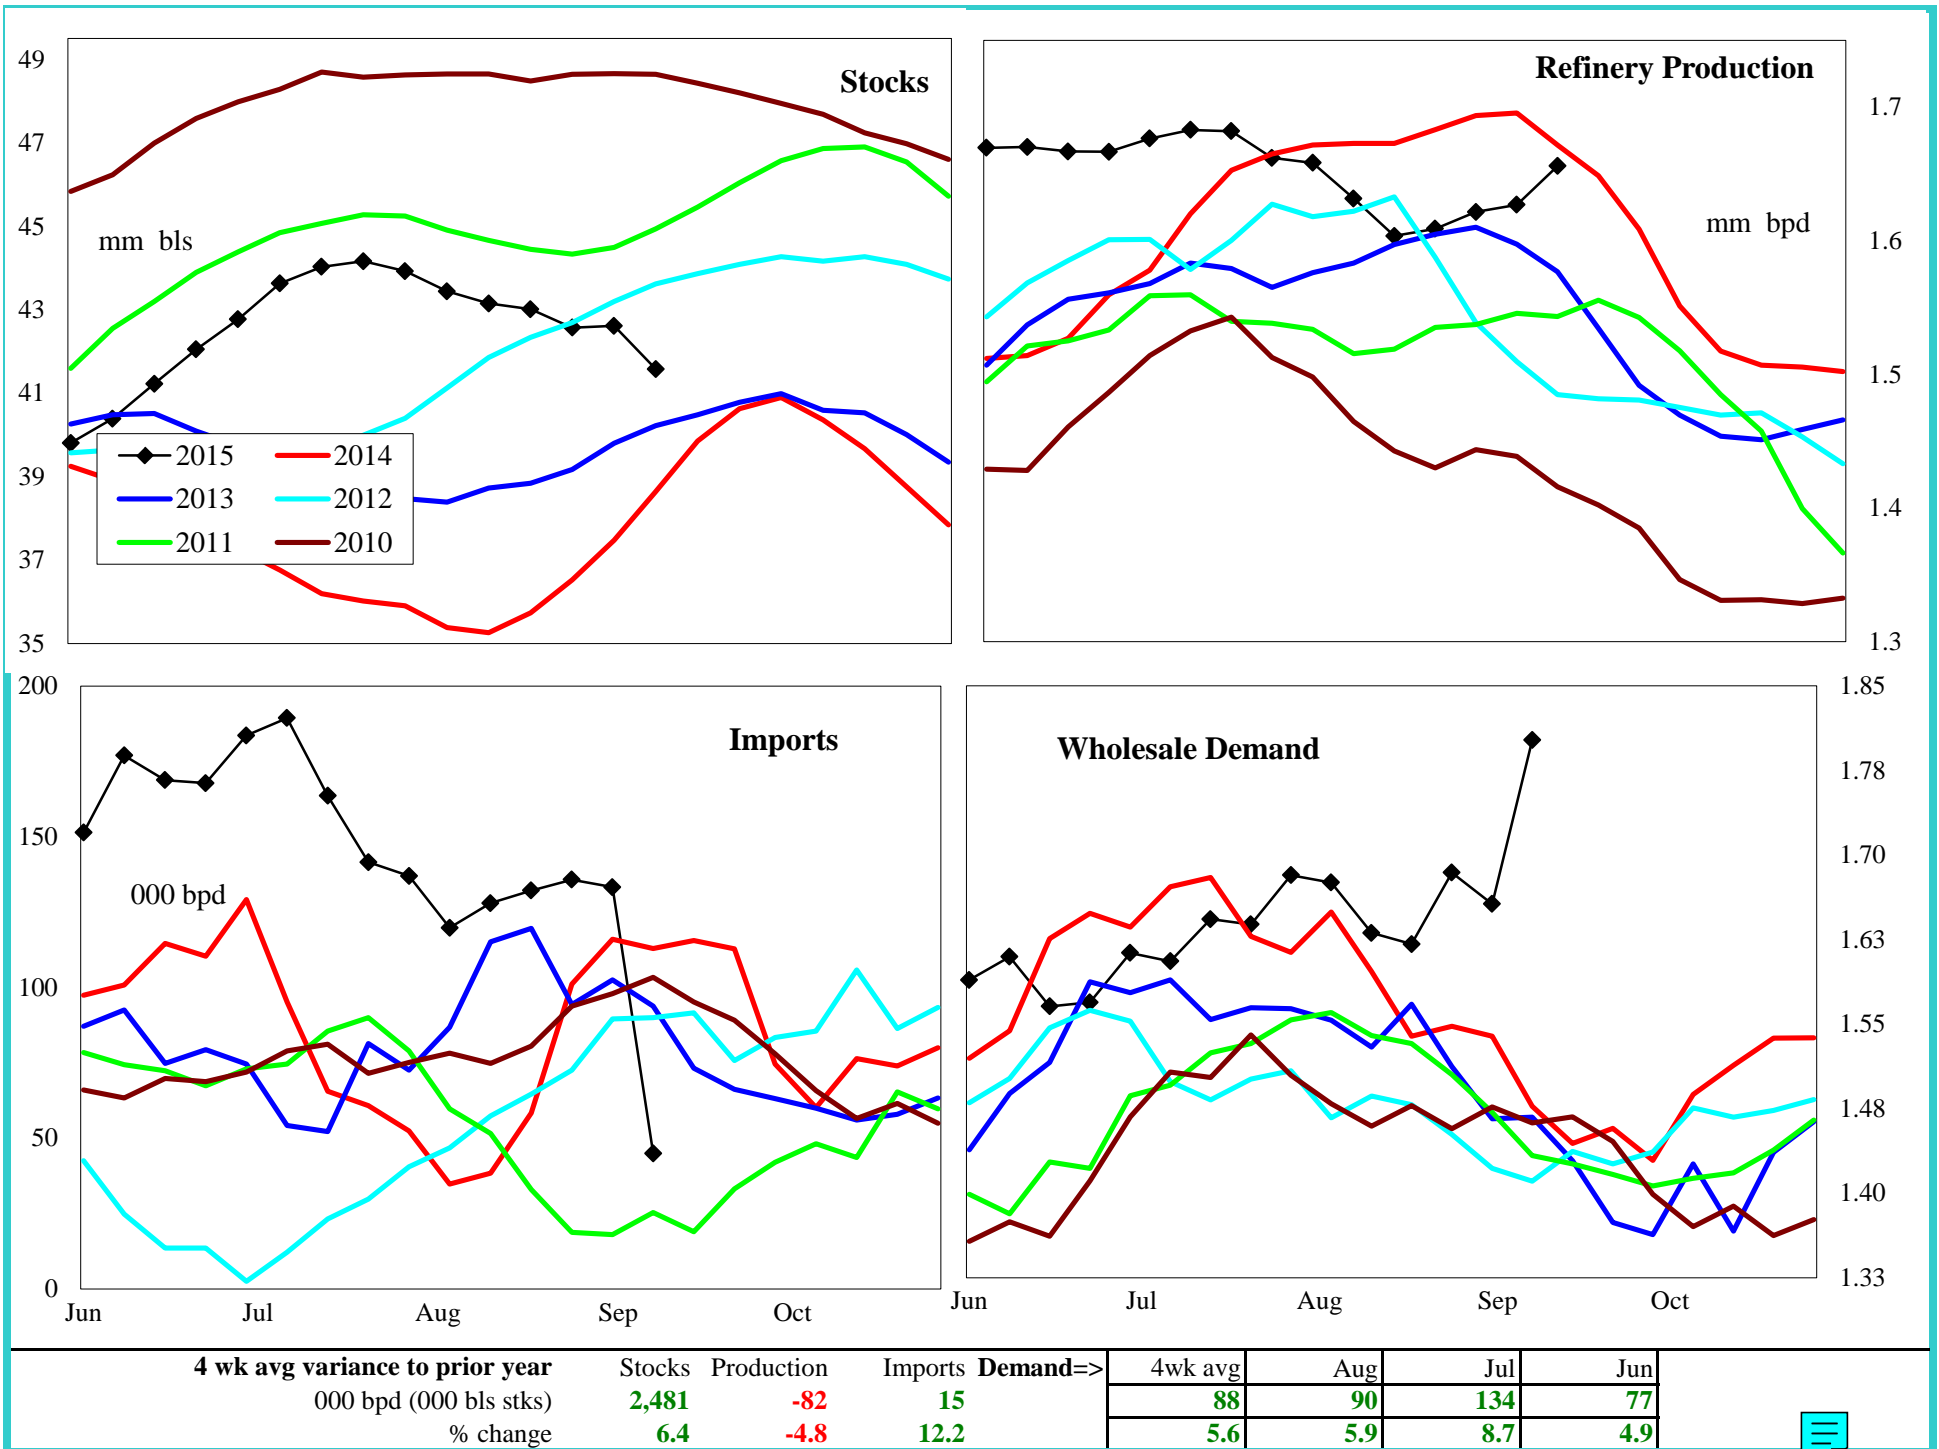 Stocks
49
47
45
43
41
39
37
35
mm bls
2015
2014
2013
2012
2011
2010
Refinery Production
1.7
1.6
1.5
1.4
1.3
mm bpd
Imports
200
150
100
50
0
000 bpd
Jun Jul Aug Sep Oct
Wholesale Demand
1.85
1.78
1.70
1.63
1.55
1.48
1.40
1.33
Jun Jul Aug Sep Oct
4 wk avg variance to prior year Stocks Production Imports Demand=> 4wk avg Aug Jul Jun
000 bpd (000 bls stks) 2,481 -82 15 88 90 134 77
% change 6.4 -4.8 12.2 5.6 5.9 8.7 4.9